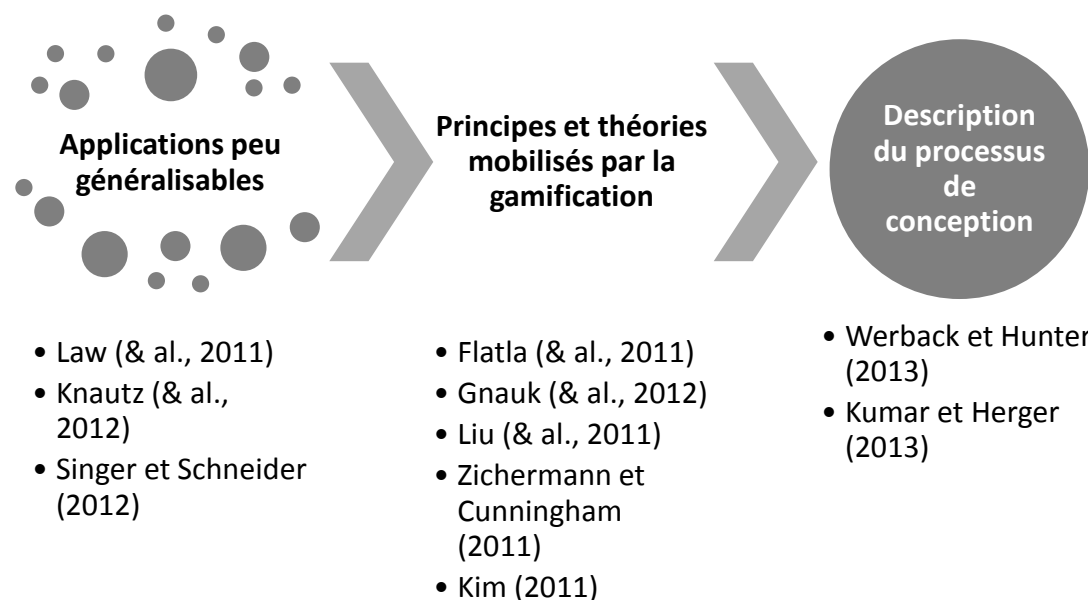 Applications peu
généralisables
• Law (& al., 2011)
• Knautz (& al.,
2012)
• Singer et Schneider
(2012)
Principes et théories
mobilisés par la
gamification
• Flatla (& al., 2011)
• Gnauk (& al., 2012)
• Liu (& al., 2011)
• Zichermann et
Cunningham
(2011)
• Kim (2011)
Description
du processus
de
conception
• Werback et Hunter
(2013)
• Kumar et Herger
(2013)